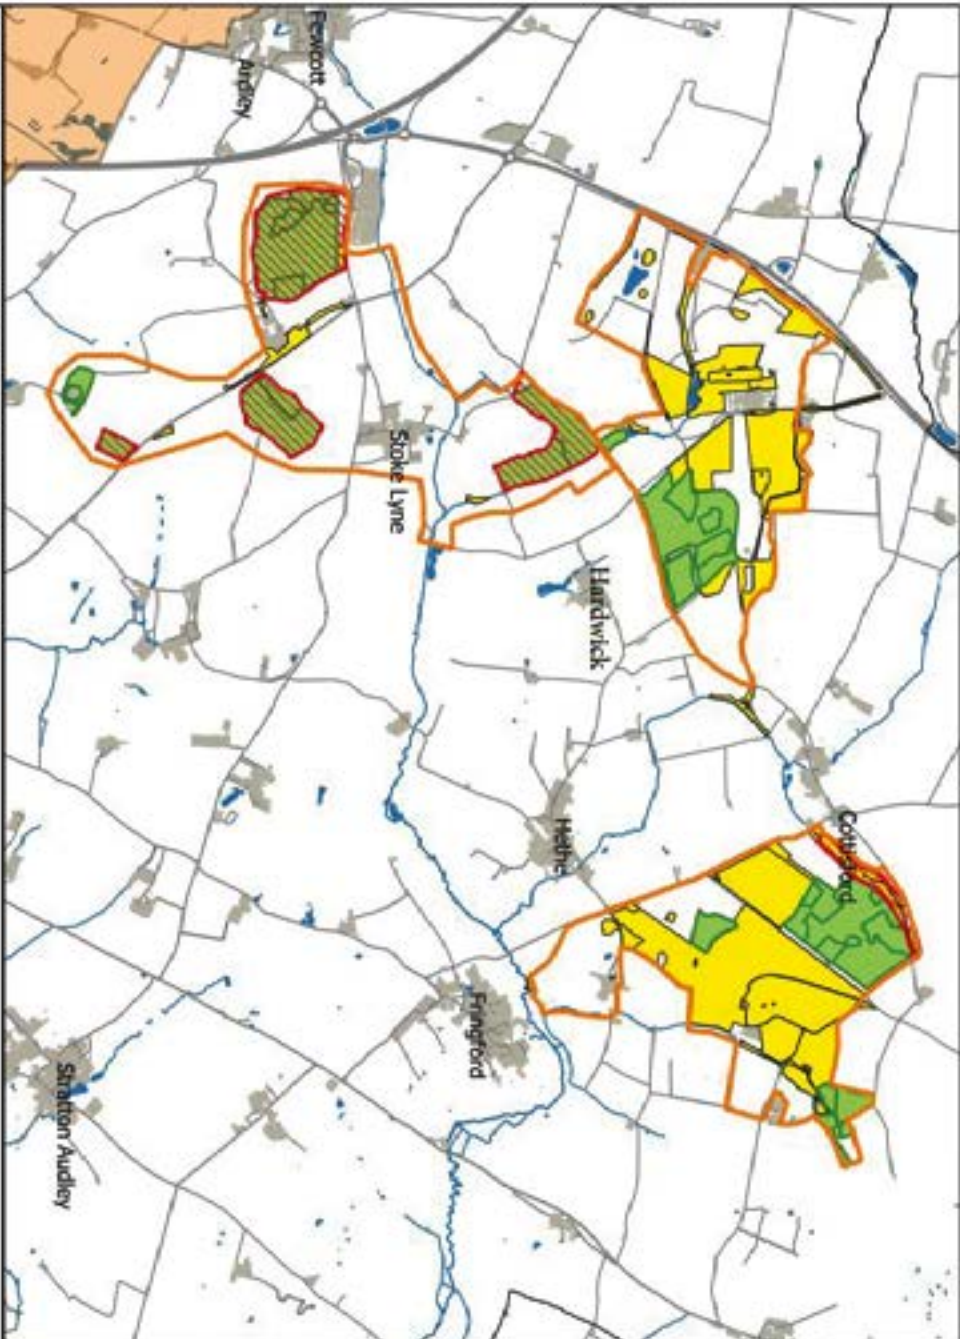 Fewcott
Ardley
Stoke Lyne
Hardwick
Hethe
Cottisford
Fringford
Stratton Audley